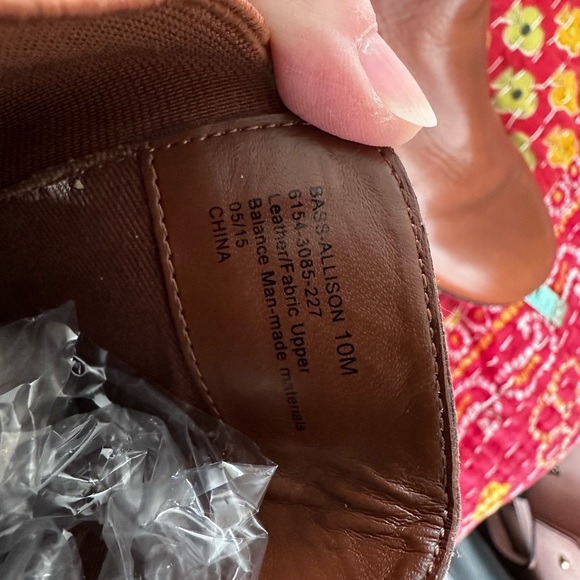 BASS-ALLISON 10M
6154-3085-227
Leather/Fabric Upper
Balance Man-made materials
05/15
CHINA